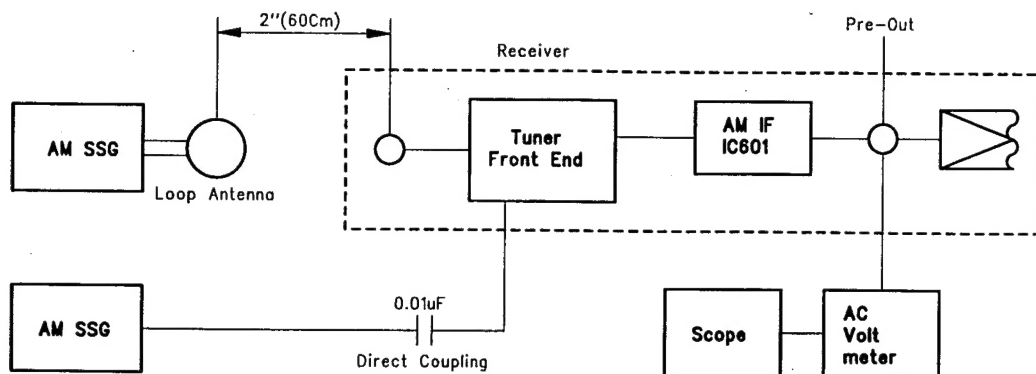 2''(60Cm)
Pre-Out
Receiver
AM SSG
Loop Antenna
Tuner
Front End
AM IF
IC601
AM SSG
0.01uF
Direct Coupling
Scope
AC
Volt
meter